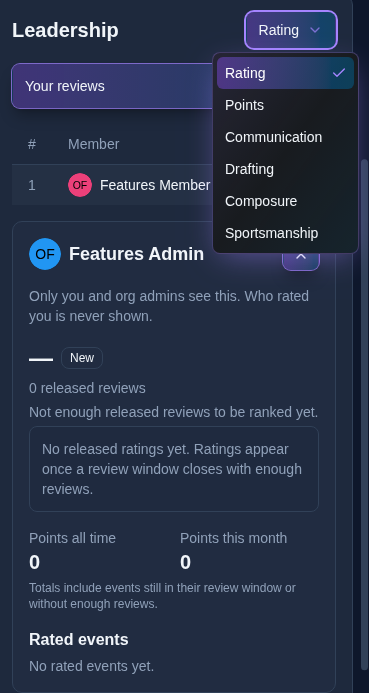 Leadership
Rating
Rating
Points
Communication
Drafting
Composure
Sportsmanship
Your reviews
# Member
1 OF Features Member
OF Features Admin
Only you and org admins see this. Who rated
you is never shown.
— New
0 released reviews
Not enough released reviews to be ranked yet.
No released ratings yet. Ratings appear
once a review window closes with enough
reviews.
Points all time Points this month
0 0
Totals include events still in their review window or
without enough reviews.
Rated events
No rated events yet.